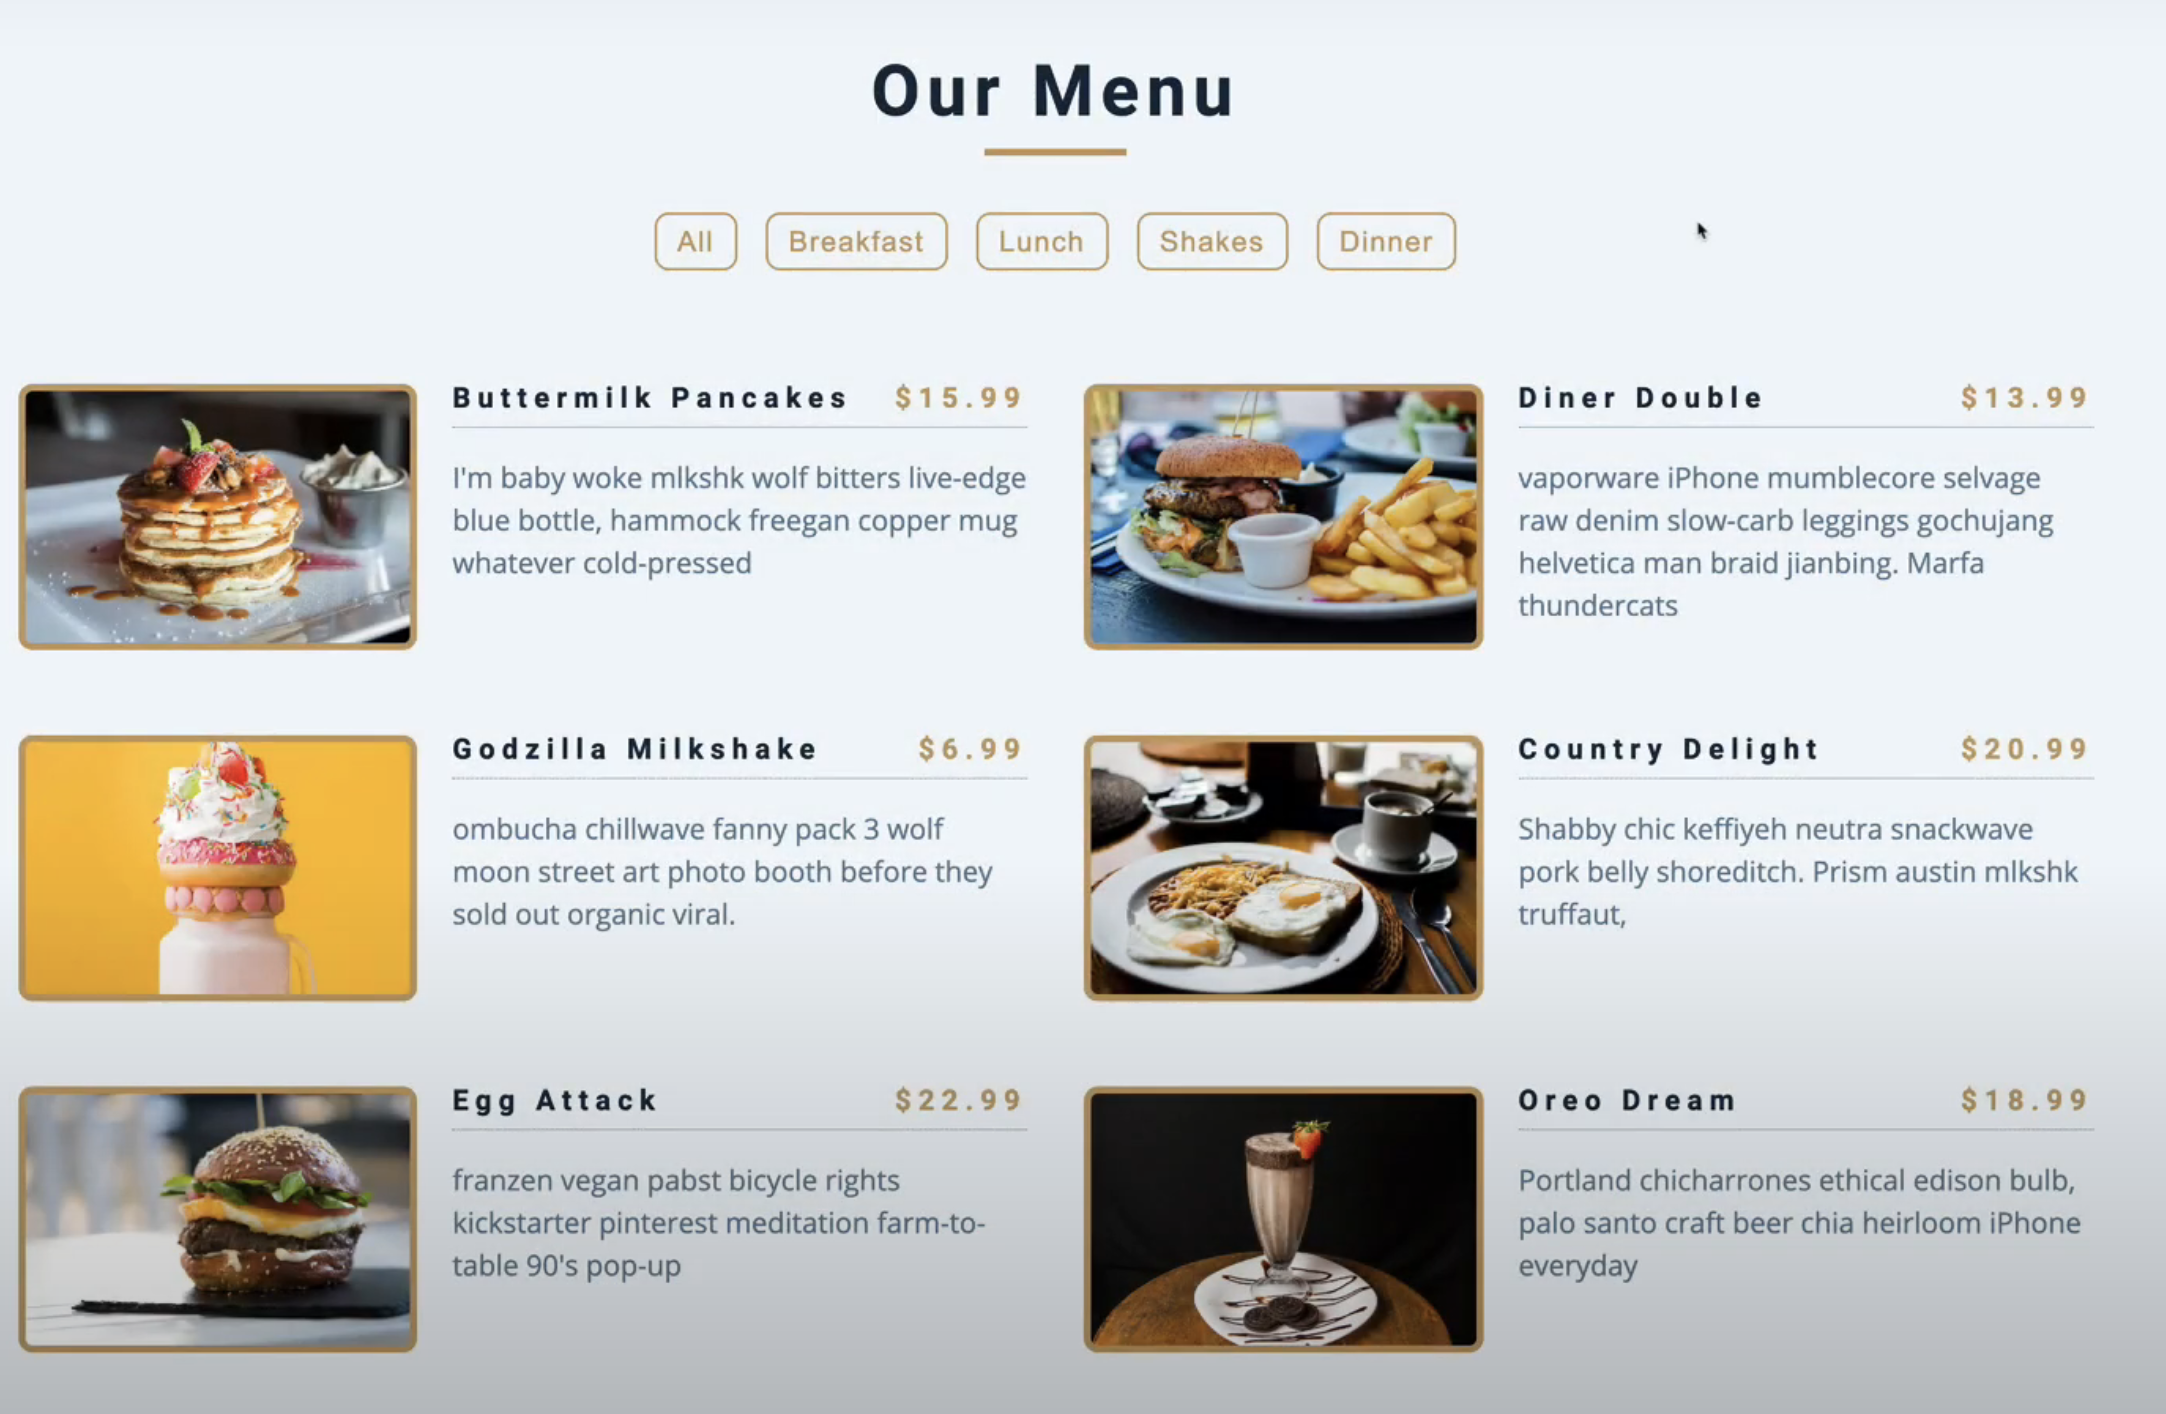 Our Menu
All
Breakfast
Lunch
Shakes
Dinner
Buttermilk Pancakes $15.99
I'm baby woke mlkshk wolf bitters live-edge
blue bottle, hammock freegan copper mug
whatever cold-pressed
Diner Double $13.99
vaporware iPhone mumblecore selvage
raw denim slow-carb leggings gochujang
helvetica man braid jianbing. Marfa
thundercats
Godzilla Milkshake $6.99
ombucha chillwave fanny pack 3 wolf
moon street art photo booth before they
sold out organic viral.
Country Delight $20.99
Shabby chic keffiyeh neutra snackwave
pork belly shoreditch. Prism austin mlkshk
truffaut,
Egg Attack $22.99
franzen vegan pabst bicycle rights
kickstarter pinterest meditation farm-to-
table 90's pop-up
Oreo Dream $18.99
Portland chicharrones ethical edison bulb,
palo santo craft beer chia heirloom iPhone
everyday